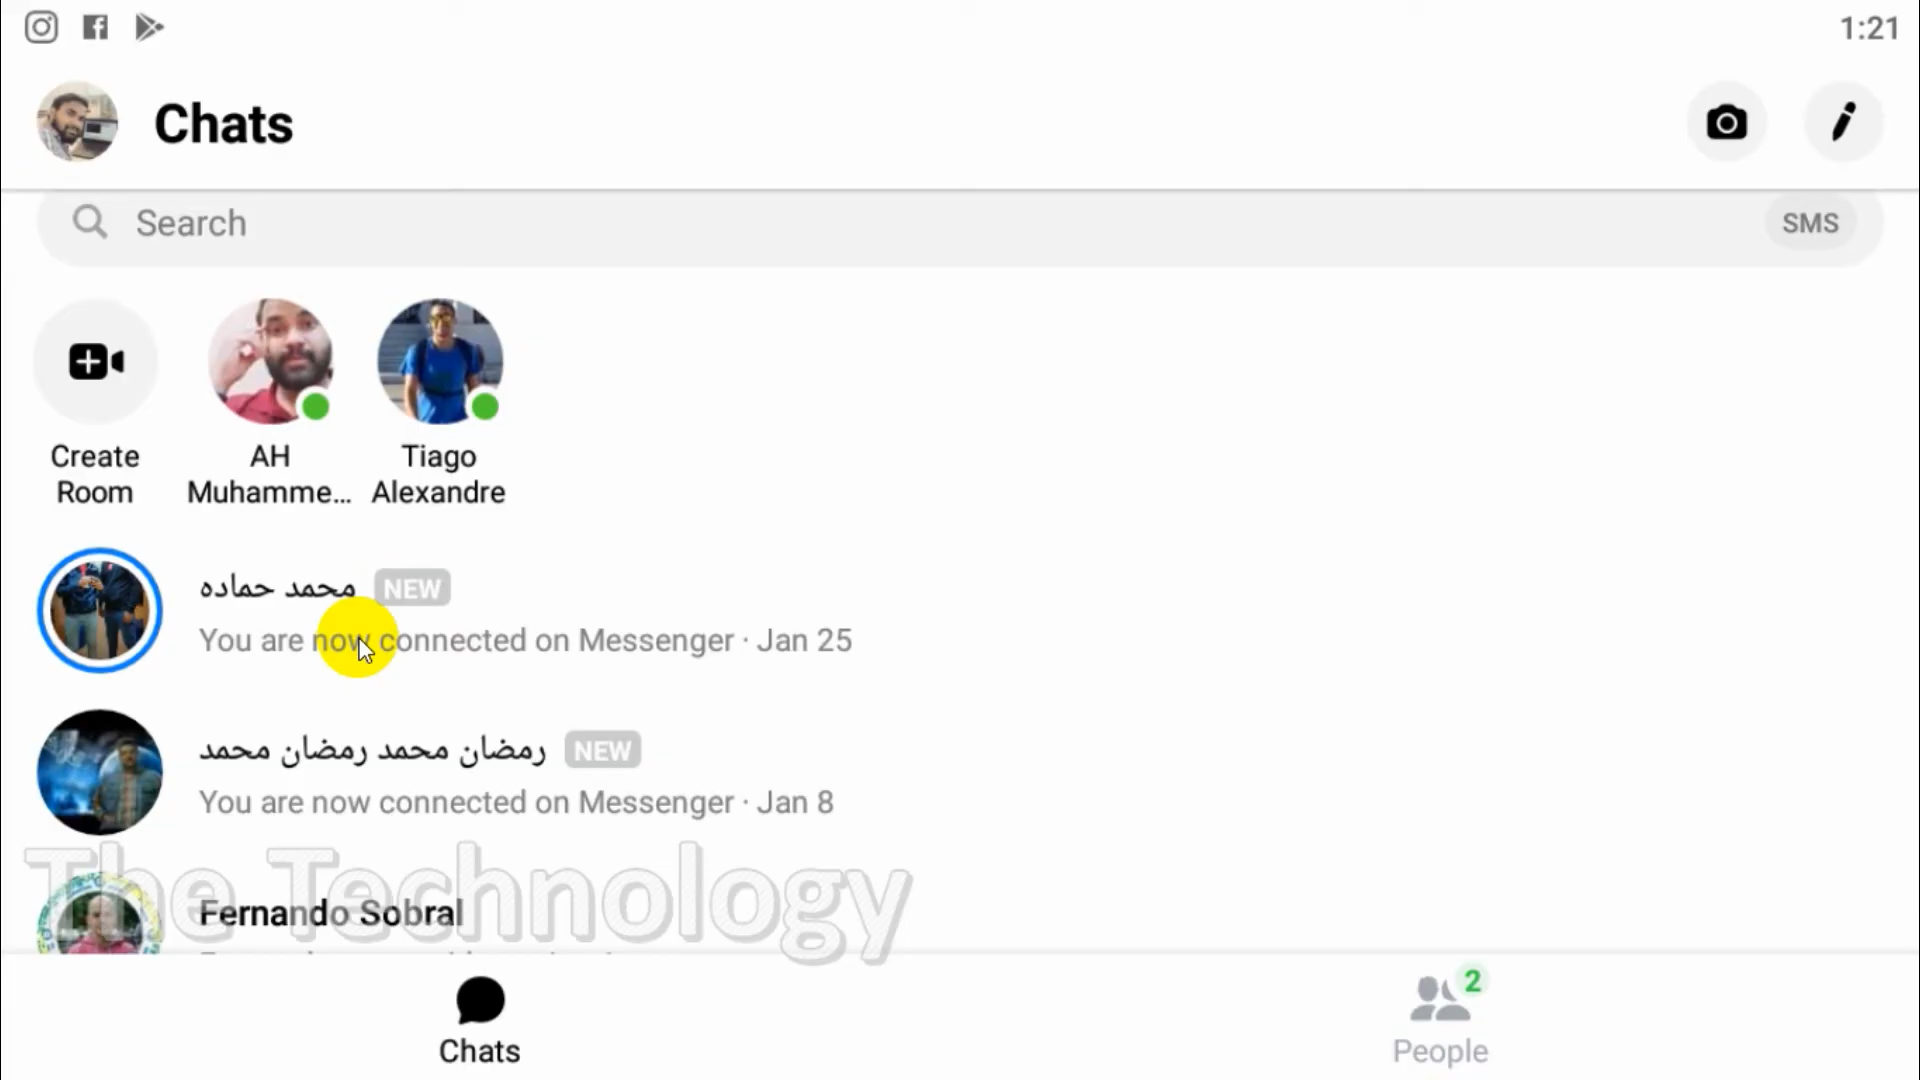 1:21
Chats
Search
SMS
Create
Room
AH
Muhamme...
Tiago
Alexandre
محمد حماده NEW
You are now connected on Messenger · Jan 25
رمضان محمد رمضان محمد NEW
You are now connected on Messenger · Jan 8
The Technology
Fernando Sobral
Chats
2
People